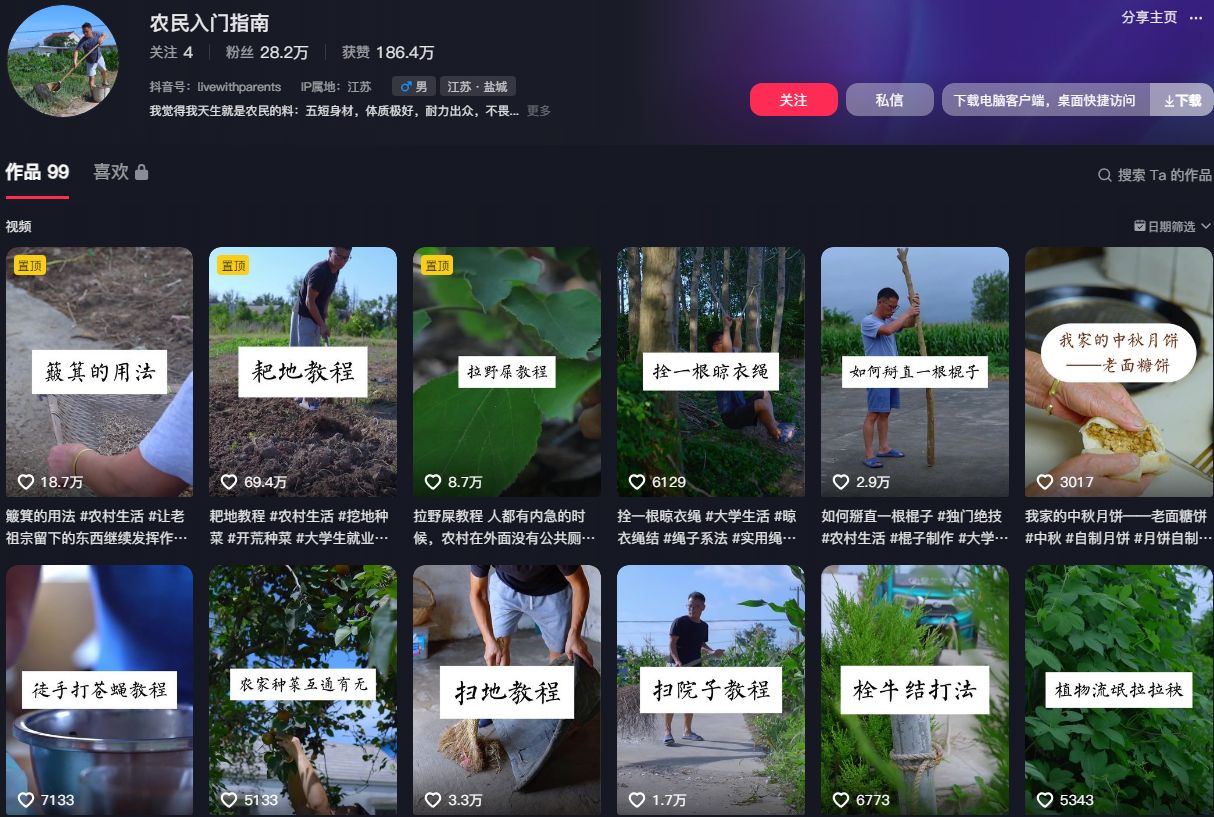 农民入门指南
分享主页 ···
关注 4 粉丝 28.2万 获赞 186.4万
抖音号：livewithparents IP属地：江苏 ♂ 男 江苏·盐城
我觉得我天生就是农民的料：五短身材，体质极好，耐力出众，不畏... 更多
关注 私信 下载电脑客户端，桌面快捷访问 下载
作品 99 喜欢 搜索 Ta 的作品
视频 日期筛选
置顶 置顶 置顶
簸箕的用法
耙地教程
拉野屎教程
拴一根晾衣绳
如何掰直一根棍子
我家的中秋月饼
——老面糖饼
18.7万 69.4万 8.7万 6129 2.9万 3017
簸箕的用法 #农村生活 #让老
祖宗留下的东西继续发挥作…
耙地教程 #农村生活 #挖地种
菜 #开荒种菜 #大学生就业…
拉野屎教程 人都有内急的时
候，农村在外面没有公共厕…
拴一根晾衣绳 #大学生活 #晾
衣绳结 #绳子系法 #实用绳…
如何掰直一根棍子 #独门绝技
#农村生活 #棍子制作 #大学…
我家的中秋月饼——老面糖饼
#中秋 #自制月饼 #月饼自制…
徒手打苍蝇教程
农家种菜互通有无
扫地教程
扫院子教程
栓牛结打法
植物流氓拉拉秧
7133 5133 3.3万 1.7万 6773 5343